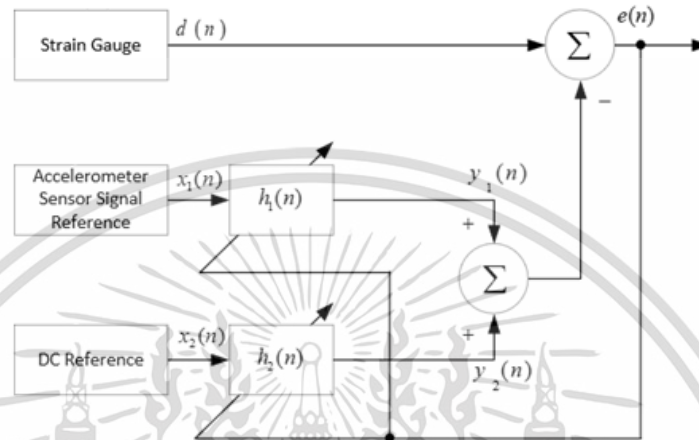 Strain Gauge
d (n)
Σ
e(n)
−
Accelerometer
Sensor Signal
Reference
x₁(n)
h₁(n)
y₁(n)
+
Σ
DC Reference
x₂(n)
h₂(n)
+
y₂(n)